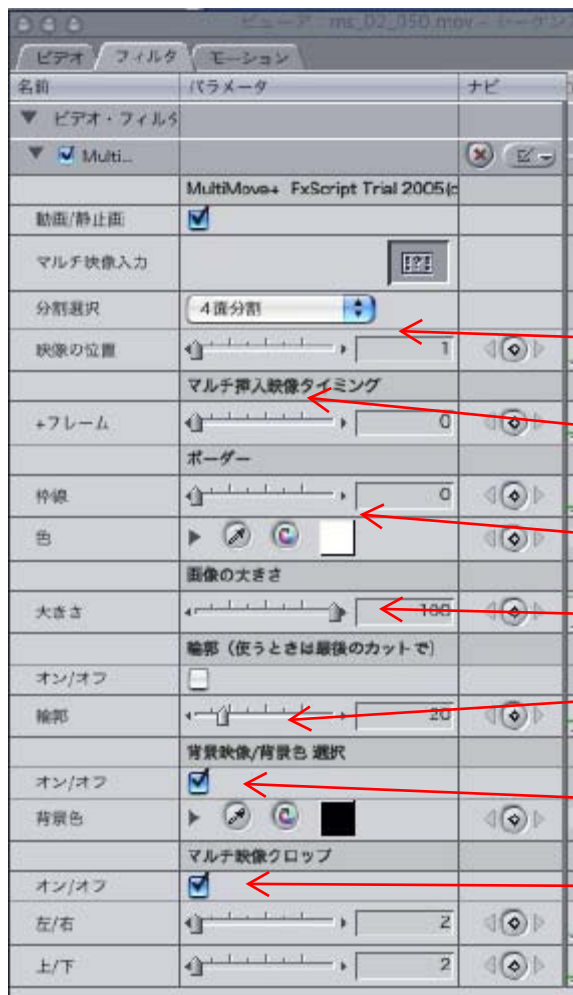 ビューア: ms_02_050.mov – シーケンス
ビデオ フィルタ モーション
名前 パラメータ ナビ
ビデオ・フィルタ
Multi...
MultiMove+ FxScript Trial 2005(c
動画/静止画
マルチ映像入力
分割選択 4面分割
映像の位置 1
マルチ挿入映像タイミング
+フレーム 0
ボーダー
枠線 0
色
画像の大きさ
大きさ 100
輪郭（使うときは最後のカットで）
オン/オフ
輪郭 20
背景映像/背景色 選択
オン/オフ
背景色
マルチ映像クロップ
オン/オフ
左/右 2
上/下 2